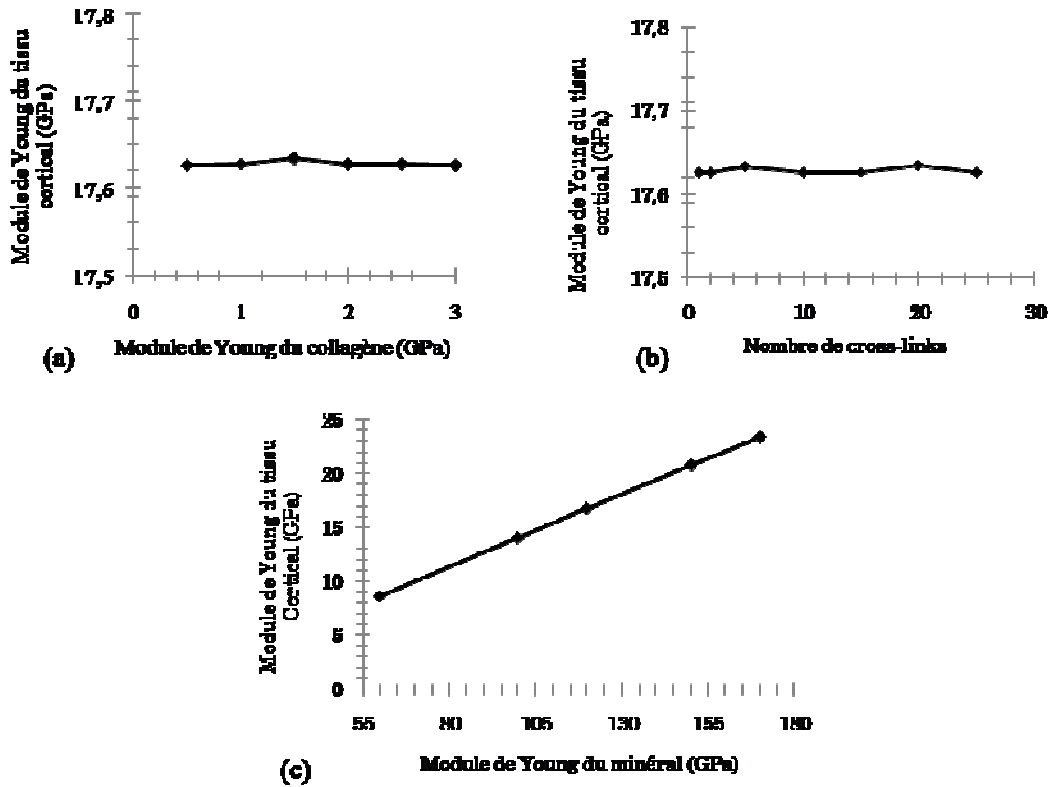 17,8
17,7
17,6
17,5
0 1 2 3
Module de Young du tissu
cortical (GPa)
Module de Young du collagène (GPa)
(a)
17,8
17,7
17,6
17,5
0 10 20 30
Module de Young du tissu
cortical (GPa)
Nombre de cross-links
(b)
25
20
15
10
5
0
55 80 105 130 155 180
Module de Young du tissu
Cortical (GPa)
Module de Young du minéral (GPa)
(c)